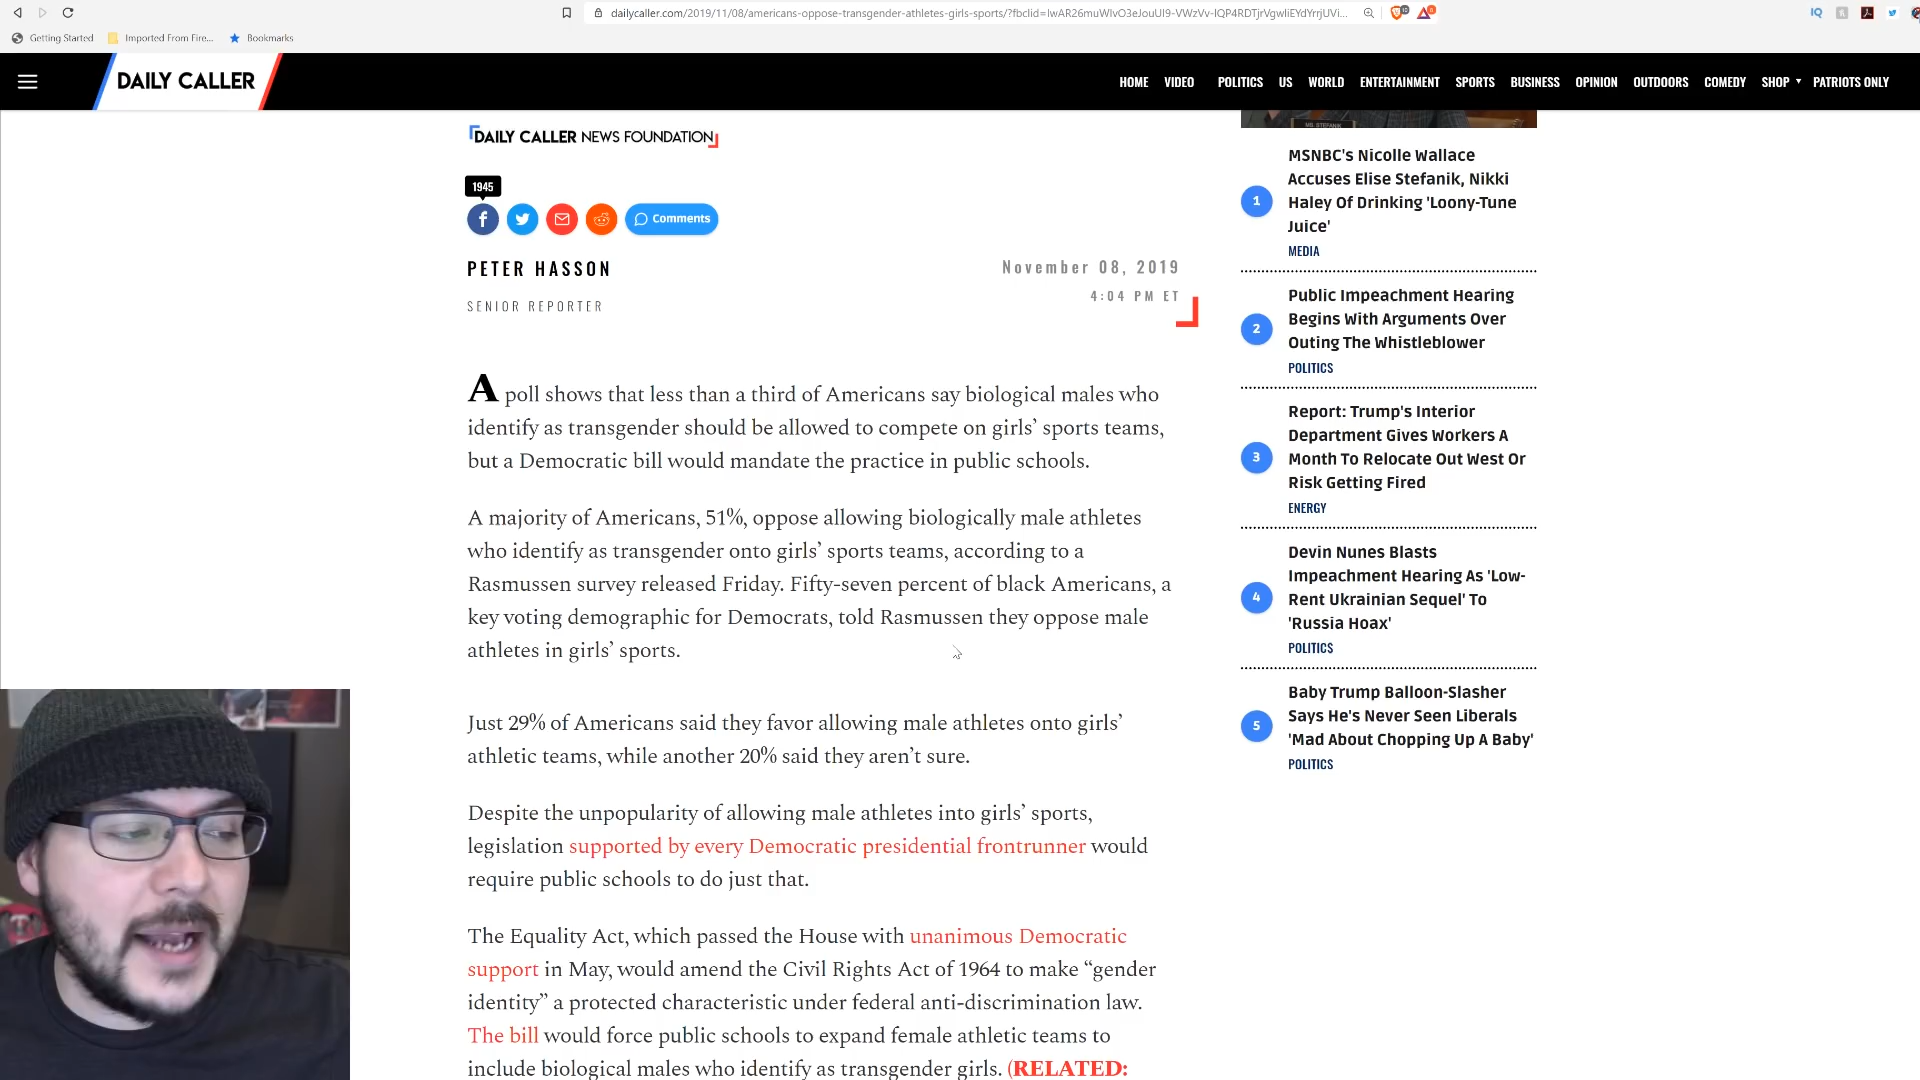 dailycaller.com/2019/11/08/americans-oppose-transgender-athletes-girls-sports/?fbclid=
Getting Started
Imported From Fire...
Bookmarks
DAILY CALLER
HOME VIDEO POLITICS US WORLD ENTERTAINMENT SPORTS BUSINESS OPINION OUTDOORS COMEDY SHOP PATRIOTS ONLY
DAILY CALLER NEWS FOUNDATION
1945
Comments
PETER HASSON
SENIOR REPORTER
November 08, 2019
4:04 PM ET
A poll shows that less than a third of Americans say biological males who
identify as transgender should be allowed to compete on girls’ sports teams,
but a Democratic bill would mandate the practice in public schools.
A majority of Americans, 51%, oppose allowing biologically male athletes
who identify as transgender onto girls’ sports teams, according to a
Rasmussen survey released Friday. Fifty-seven percent of black Americans, a
key voting demographic for Democrats, told Rasmussen they oppose male
athletes in girls’ sports.
Just 29% of Americans said they favor allowing male athletes onto girls’
athletic teams, while another 20% said they aren’t sure.
Despite the unpopularity of allowing male athletes into girls’ sports,
legislation supported by every Democratic presidential frontrunner would
require public schools to do just that.
The Equality Act, which passed the House with unanimous Democratic
support in May, would amend the Civil Rights Act of 1964 to make “gender
identity” a protected characteristic under federal anti-discrimination law.
The bill would force public schools to expand female athletic teams to
include biological males who identify as transgender girls. (RELATED:
MS. STEFANIK
1
MSNBC's Nicolle Wallace
Accuses Elise Stefanik, Nikki
Haley Of Drinking 'Loony-Tune
Juice'
MEDIA
2
Public Impeachment Hearing
Begins With Arguments Over
Outing The Whistleblower
POLITICS
3
Report: Trump's Interior
Department Gives Workers A
Month To Relocate Out West Or
Risk Getting Fired
ENERGY
4
Devin Nunes Blasts
Impeachment Hearing As 'Low-
Rent Ukrainian Sequel' To
'Russia Hoax'
POLITICS
5
Baby Trump Balloon-Slasher
Says He's Never Seen Liberals
'Mad About Chopping Up A Baby'
POLITICS